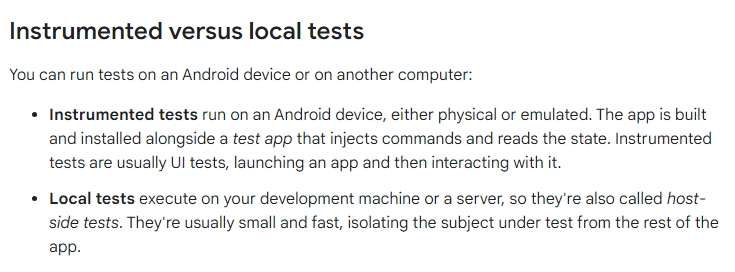 Instrumented versus local tests
You can run tests on an Android device or on another computer:
• Instrumented tests run on an Android device, either physical or emulated. The app is built
and installed alongside a test app that injects commands and reads the state. Instrumented
tests are usually UI tests, launching an app and then interacting with it.
• Local tests execute on your development machine or a server, so they're also called host-
side tests. They're usually small and fast, isolating the subject under test from the rest of the
app.